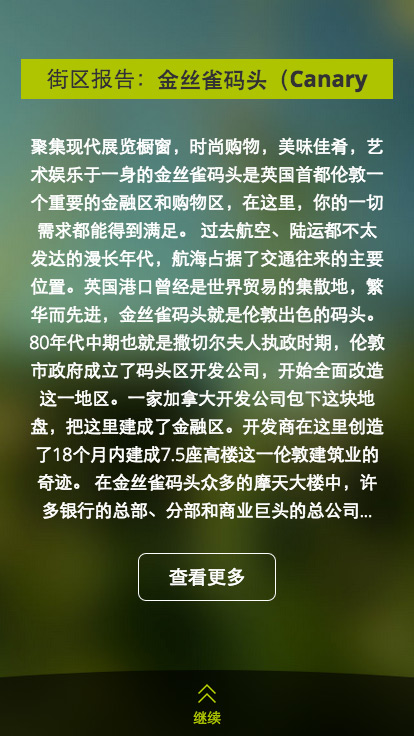 街区报告：金丝雀码头（Canary
聚集现代展览橱窗，时尚购物，美味佳肴，艺
术娱乐于一身的金丝雀码头是英国首都伦敦一
个重要的金融区和购物区，在这里，你的一切
需求都能得到满足。 过去航空、陆运都不太
发达的漫长年代，航海占据了交通往来的主要
位置。英国港口曾经是世界贸易的集散地，繁
华而先进，金丝雀码头就是伦敦出色的码头。
80年代中期也就是撒切尔夫人执政时期，伦敦
市政府成立了码头区开发公司，开始全面改造
这一地区。一家加拿大开发公司包下这块地
盘，把这里建成了金融区。开发商在这里创造
了18个月内建成7.5座高楼这一伦敦建筑业的
奇迹。 在金丝雀码头众多的摩天大楼中，许
多银行的总部、分部和商业巨头的总公司...
查看更多
继续